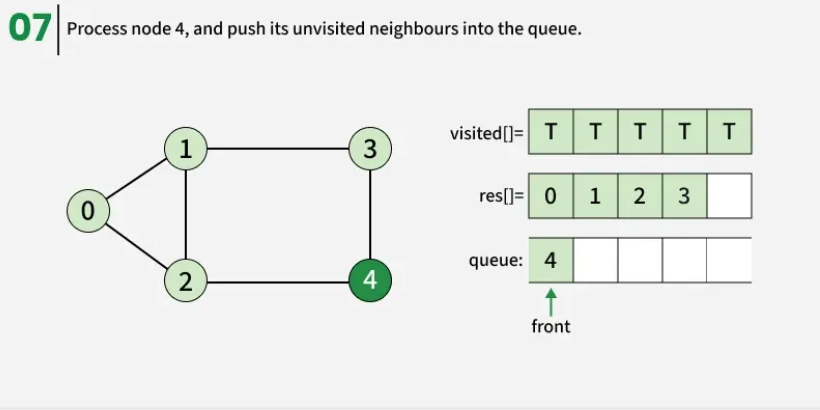 07 Process node 4, and push its unvisited neighbours into the queue.
1 3
visited[]= T T T T T
0
res[]= 0 1 2 3
2 4
queue: 4
front